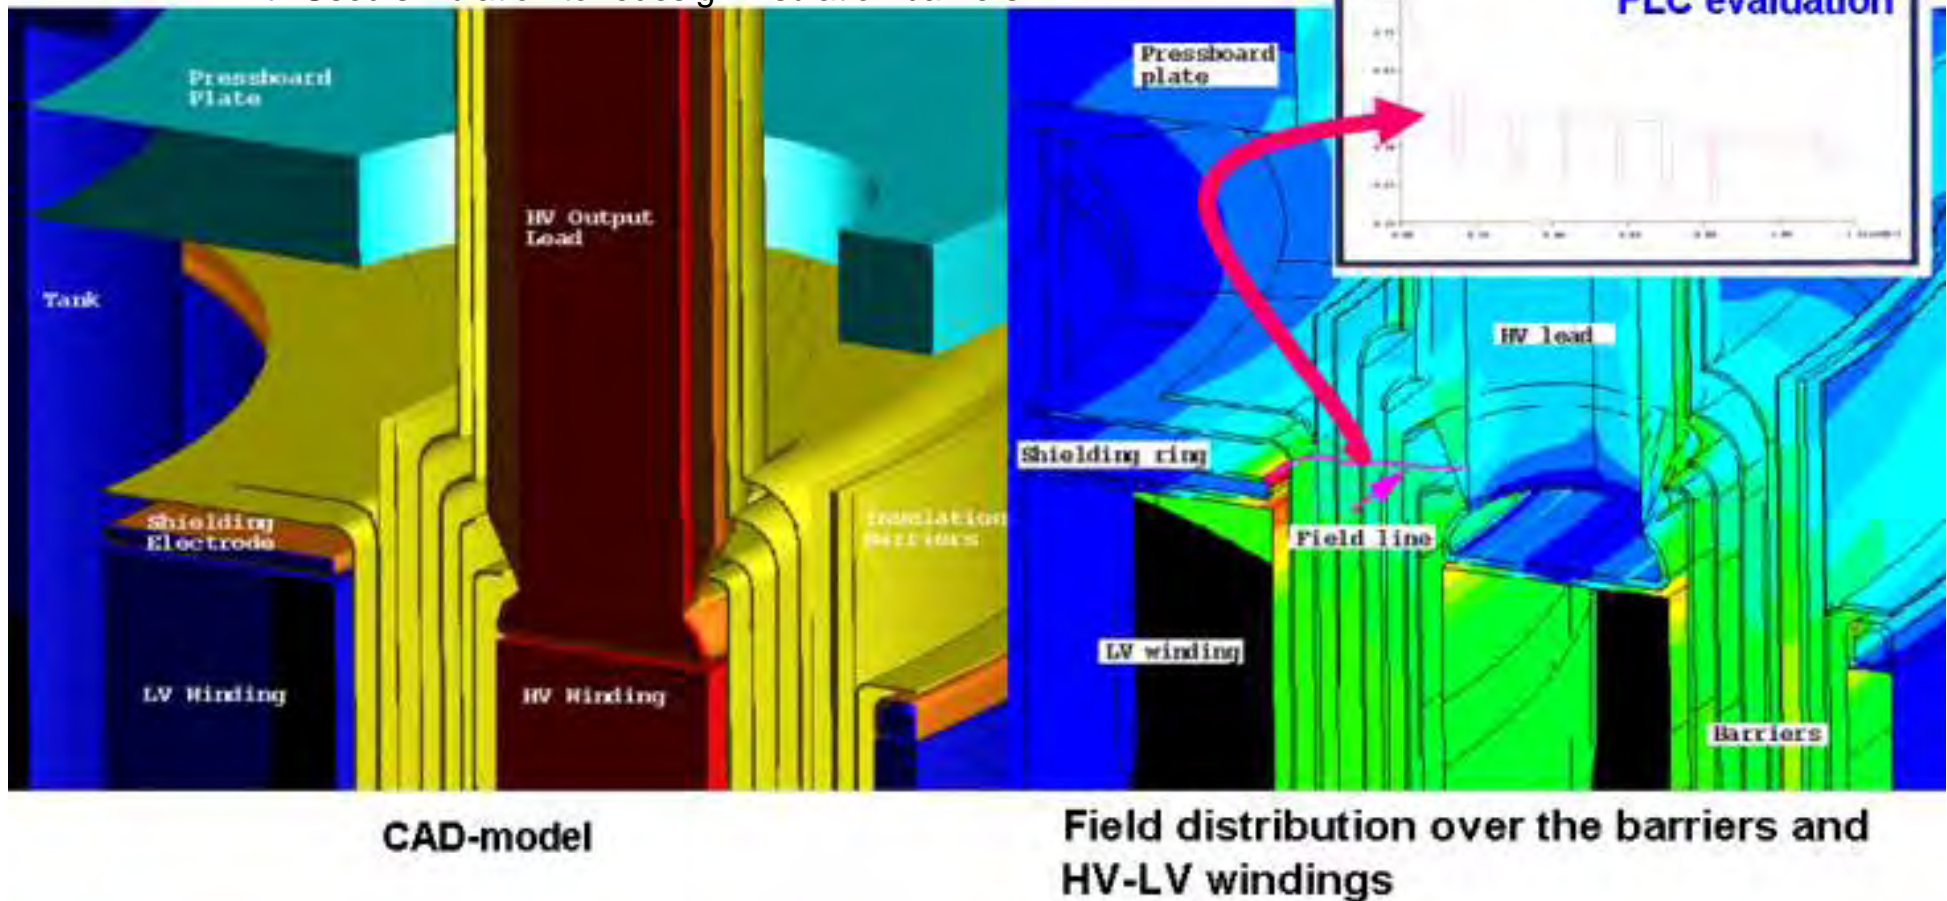 PLC evaluation
Pressboard
Plate
HV Output
Lead
Tank
Shielding
Electrode
Insulation
Barriers
LV Winding
HV Winding
Pressboard
plate
HV lead
Shielding ring
Field line
LV winding
Barriers
CAD-model
Field distribution over the barriers and
HV-LV windings